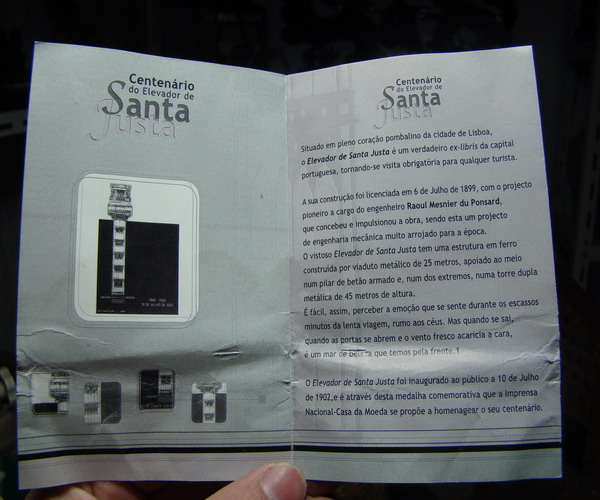 Centenário
do Elevador de
Santa
Justa
Centenário
do Elevador de
Santa
Justa
Situado em pleno coração pombalino da cidade de Lisboa,
o Elevador de Santa Justa é um verdadeiro ex-libris da capital
portuguesa, tornando-se visita obrigatória para qualquer turista.
A sua construção foi licenciada em 6 de Julho de 1899, com o projecto
pioneiro a cargo do engenheiro Raoul Mesnier du Ponsard,
que concebeu e impulsionou a obra, sendo esta um projecto
de engenharia mecânica muito arrojado para a época.
O vistoso Elevador de Santa Justa tem uma estrutura em ferro
construída por viaduto metálico de 25 metros, apoiado ao meio
num pilar de betão armado e, num dos extremos, numa torre dupla
metálica de 45 metros de altura.
É fácil, assim, perceber a emoção que se sente durante os escassos
minutos da lenta viagem, rumo aos céus. Mas quando se sai,
quando as portas se abrem e o vento fresco acaricia a cara,
é um mar de beleza que temos pela frente.
O Elevador de Santa Justa foi inaugurado ao público a 10 de Julho
de 1902,e é através desta medalha comemorativa que a Imprensa
Nacional-Casa da Moeda se propõe a homenagear o seu centenário.